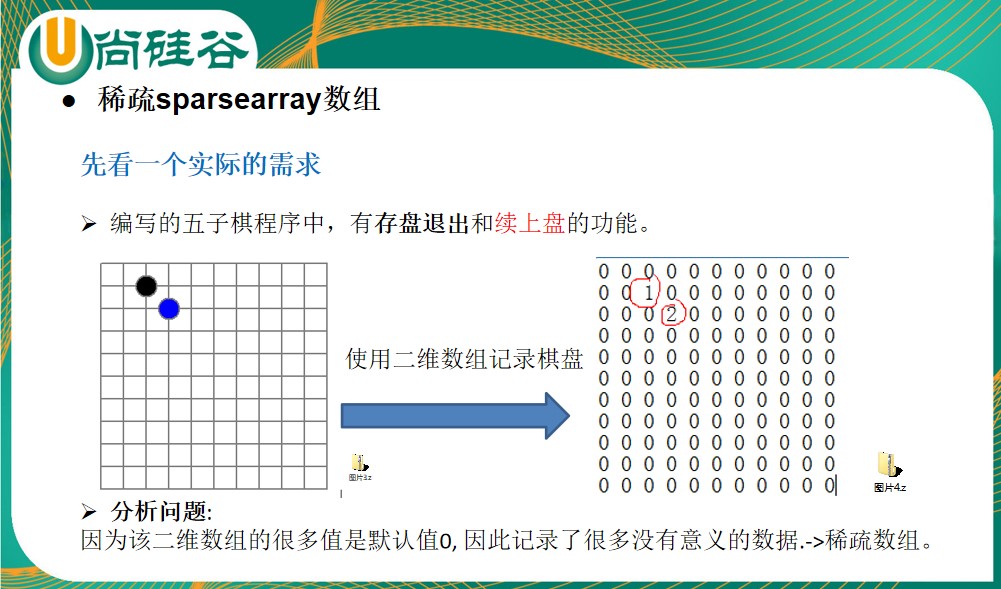 尚硅谷
● 稀疏sparsearray数组
先看一个实际的需求
➢ 编写的五子棋程序中，有存盘退出和续上盘的功能。
使用二维数组记录棋盘
0 0 0 0 0 0 0 0 0 0 0
0 0 1 0 0 0 0 0 0 0 0
0 0 0 2 0 0 0 0 0 0 0
0 0 0 0 0 0 0 0 0 0 0
0 0 0 0 0 0 0 0 0 0 0
0 0 0 0 0 0 0 0 0 0 0
0 0 0 0 0 0 0 0 0 0 0
0 0 0 0 0 0 0 0 0 0 0
0 0 0 0 0 0 0 0 0 0 0
0 0 0 0 0 0 0 0 0 0 0
0 0 0 0 0 0 0 0 0 0 0
图片3.z
图片4.z
➢ 分析问题:
因为该二维数组的很多值是默认值0, 因此记录了很多没有意义的数据.->稀疏数组。